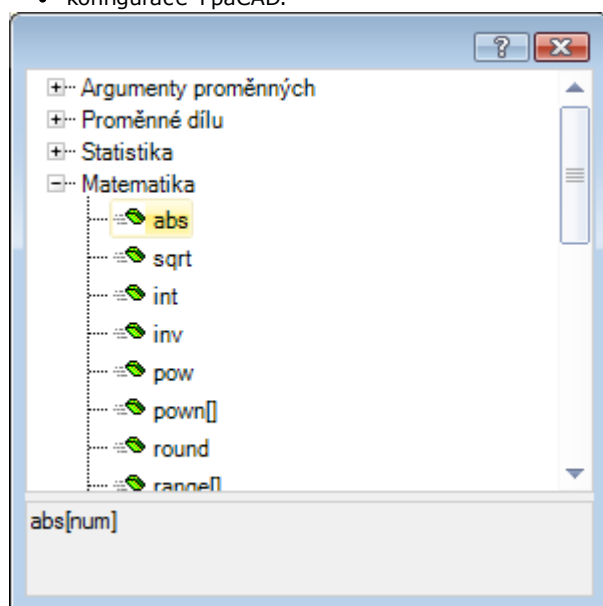 • konfigurace TpaCAD.
?
Argumenty proměnných
Proměnné dílu
Statistika
Matematika
abs
sqrt
int
inv
pow
pown[]
round
range[]
abs[num]